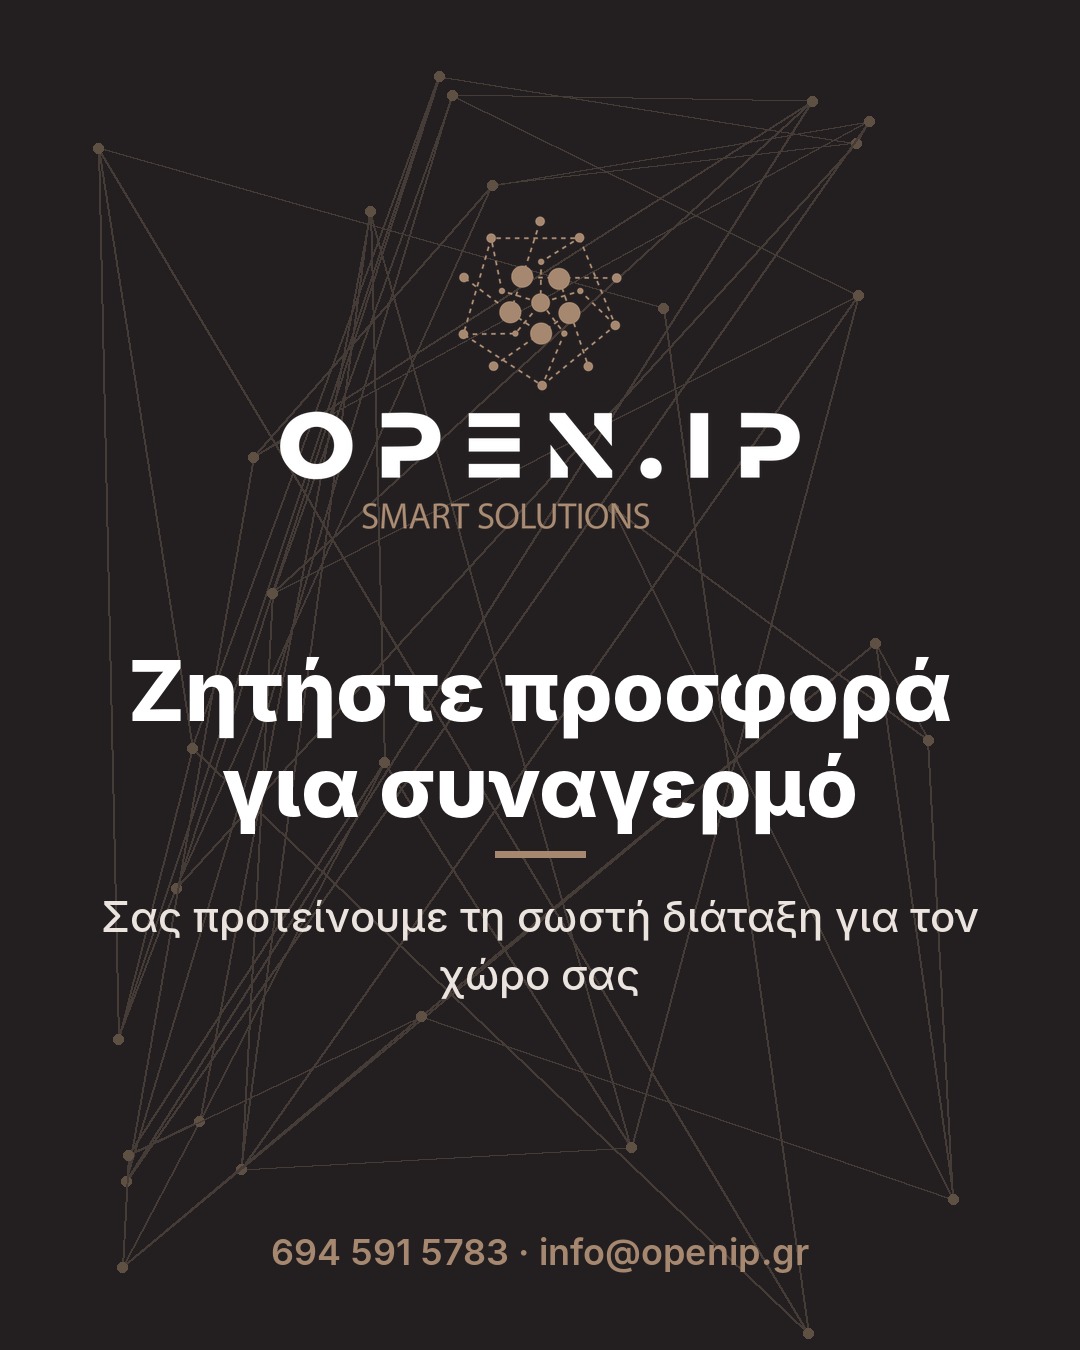 OPEN.IP
SMART SOLUTIONS
Ζητήστε προσφορά
για συναγερμό
Σας προτείνουμε τη σωστή διάταξη για τον
χώρο σας
694 591 5783 · info@openip.gr